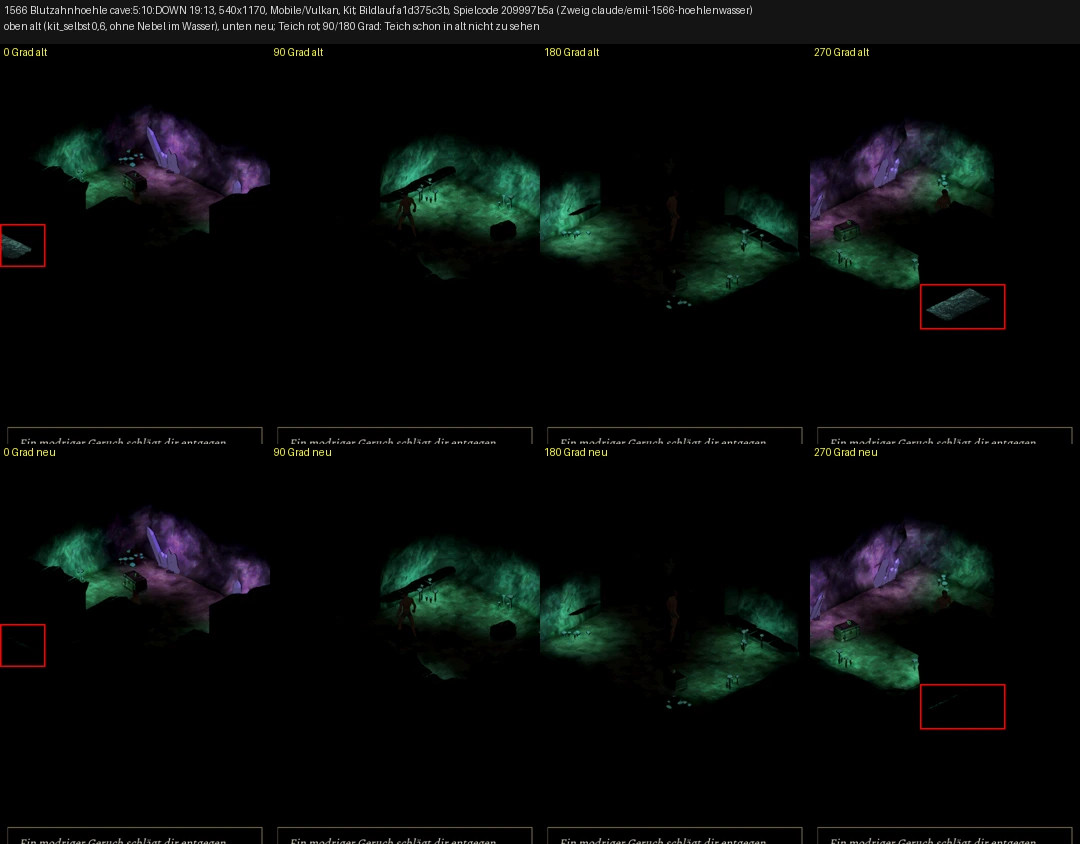 1566 Blutzahnhoehle cave:5:10:DOWN 19:13, 540x1170, Mobile/Vulkan, Kit; Bildlauf a1d375c3b, Spielcode 209997b5a (Zweig claude/emil-1566-hoehlenwasser)
oben alt (kit_selbst 0,6, ohne Nebel im Wasser), unten neu; Teich rot; 90/180 Grad: Teich schon in alt nicht zu sehen
0 Grad alt
90 Grad alt
180 Grad alt
270 Grad alt
Ein modriger Geruch schlägt dir entgegen
Ein modriger Geruch schlägt dir entgegen
Ein modriger Geruch schlägt dir entgegen
Ein modriger Geruch schlägt dir entgegen
0 Grad neu
90 Grad neu
180 Grad neu
270 Grad neu
Ein modriger Geruch schlägt dir entgegen
Ein modriger Geruch schlägt dir entgegen
Ein modriger Geruch schlägt dir entgegen
Ein modriger Geruch schlägt dir entgegen